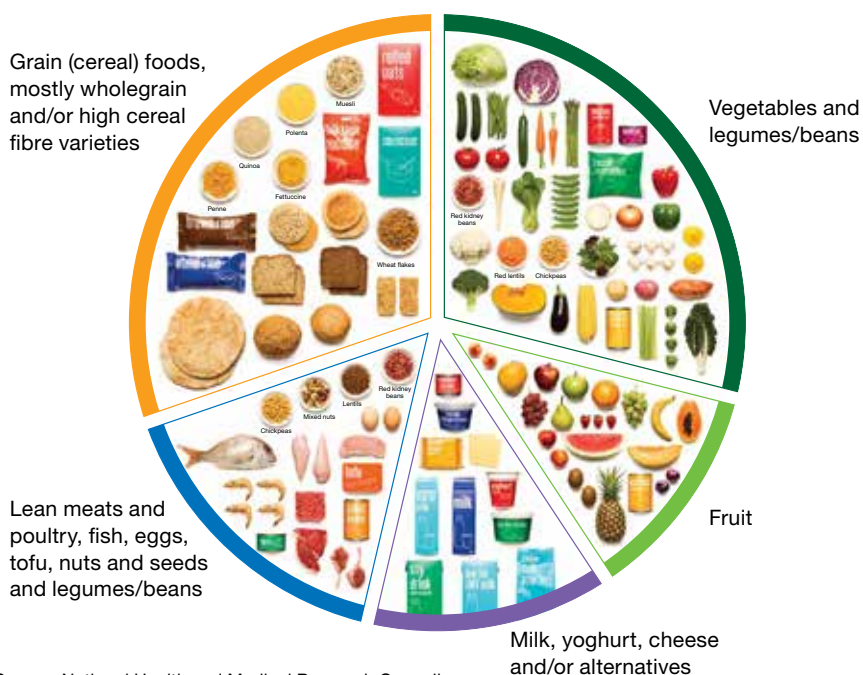 Grain (cereal) foods,
mostly wholegrain
and/or high cereal
fibre varieties
Muesli
Polenta
Quinoa
Fettuccine
Penne
Wheat flakes
rolled
oats
Vegetables and
legumes/beans
Red kidney
beans
Red lentils
Chickpeas
Red kidney
beans
Lentils
Mixed nuts
Chickpeas
tofu
Lean meats and
poultry, fish, eggs,
tofu, nuts and seeds
and legumes/beans
milk
soy
drink
Fruit
Milk, yoghurt, cheese
and/or alternatives